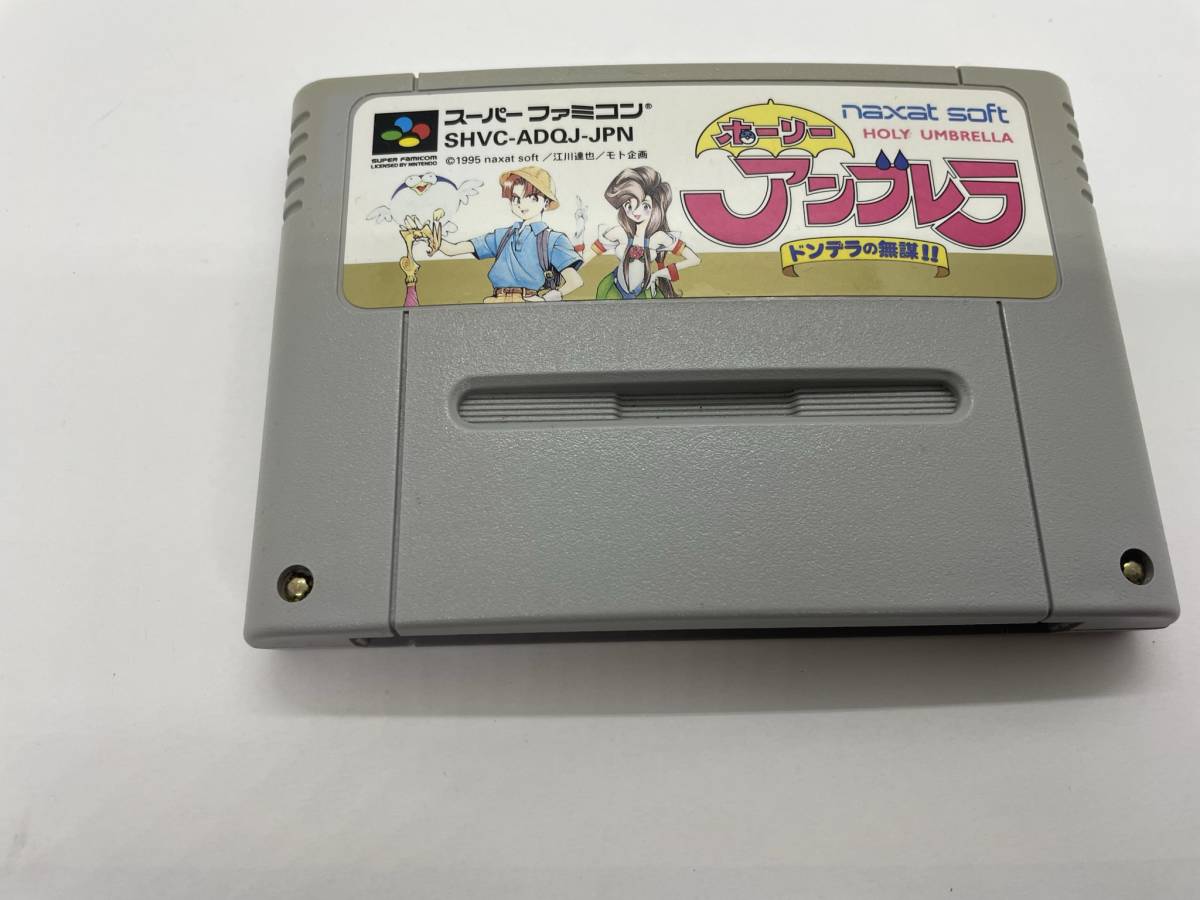 スーパーファミコン®
SHVC-ADQJ-JPN
©1995 naxat soft/江川達也/モト企画
SUPER FAMICOM
LICENSED BY NINTENDO
naxat soft
HOLY UMBRELLA
ホーリー
アンブレラ
ドンデラの無謀!!